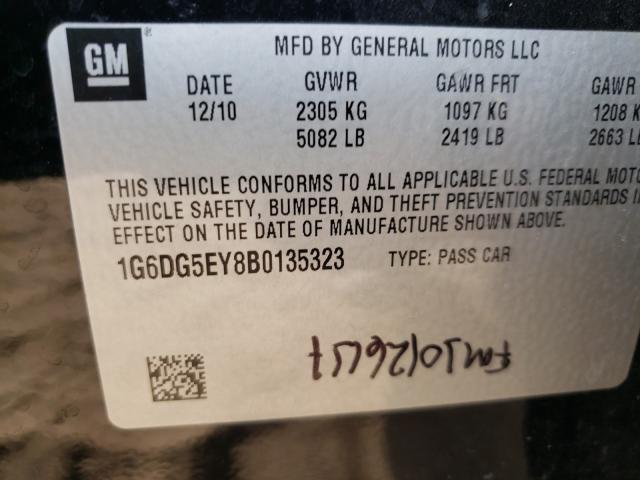 GM
MFD BY GENERAL MOTORS LLC
DATE GVWR GAWR FRT GAWR
12/10 2305 KG 1097 KG 1208 K
5082 LB 2419 LB 2663 LB
THIS VEHICLE CONFORMS TO ALL APPLICABLE U.S. FEDERAL MOTO
VEHICLE SAFETY, BUMPER, AND THEFT PREVENTION STANDARDS IN
EFFECT ON THE DATE OF MANUFACTURE SHOWN ABOVE.
1G6DG5EY8B0135323 TYPE: PASS CAR